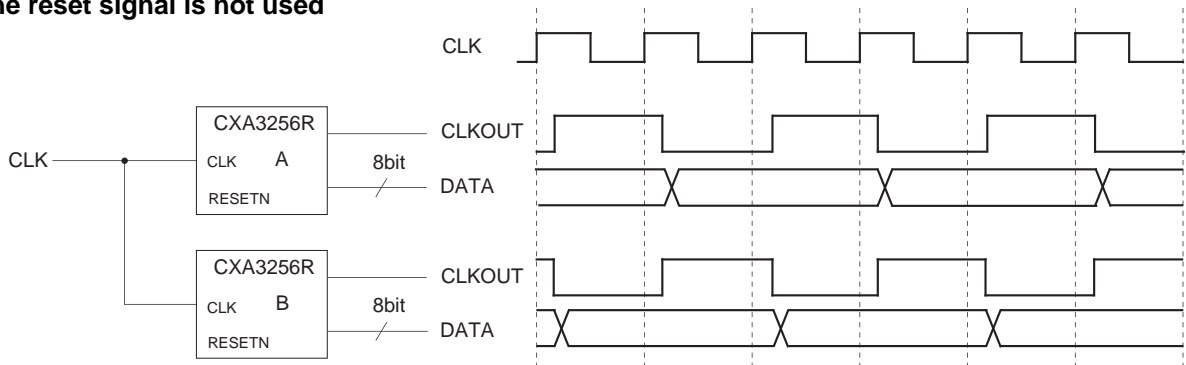 reset signal is not used
CLK
CXA3256R
CLKOUT
CLK
CLK A
8bit
DATA
RESETN
CXA3256R
CLKOUT
CLK B
8bit
DATA
RESETN